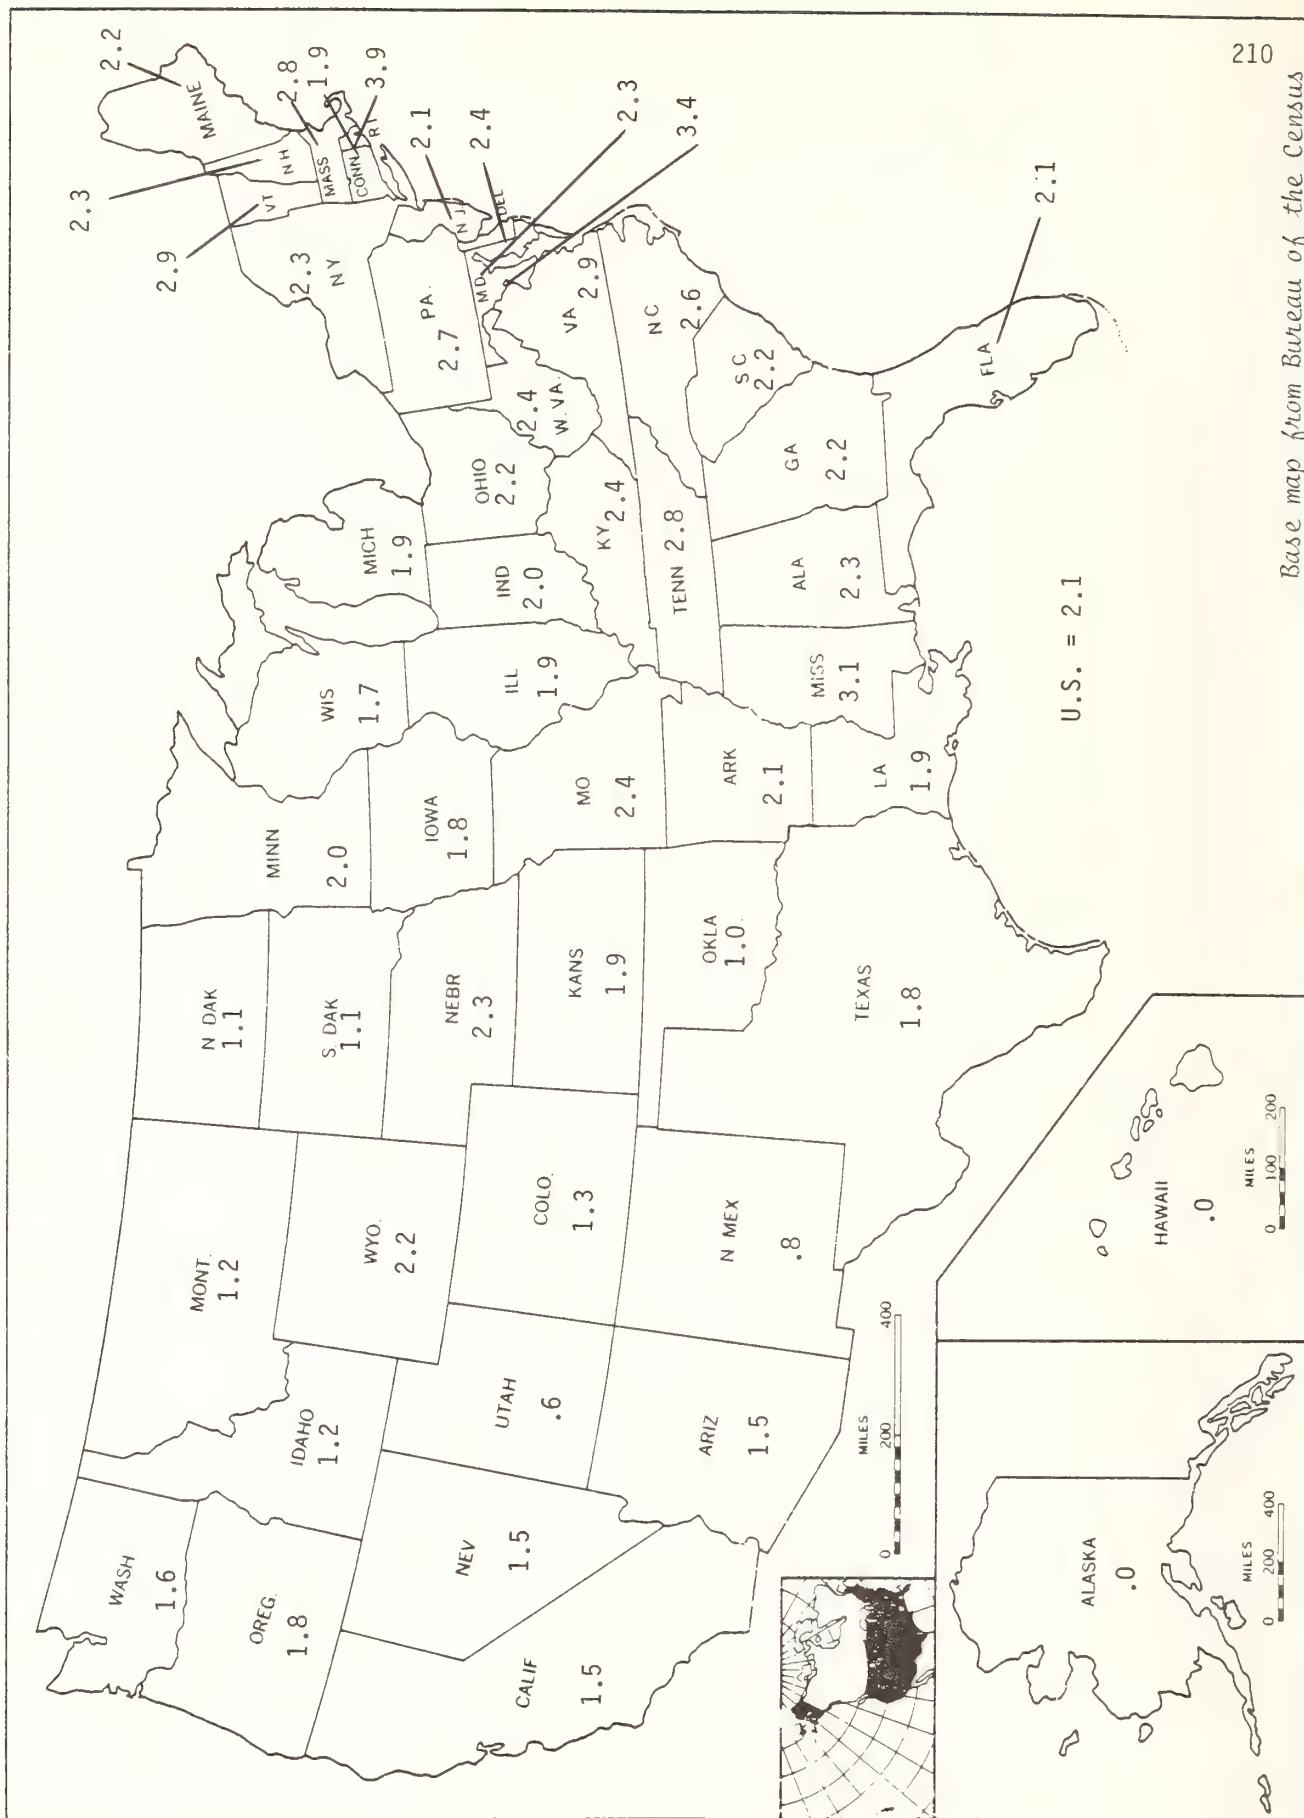 210
WASH
1.6
OREG.
1.8
CALIF
1.5
NEV
1.5
IDAHO
1.2
MONT.
1.2
WYO.
2.2
UTAH
.6
ARIZ
1.5
COLO.
1.3
N MEX
.8
N DAK
1.1
S DAK
1.1
NEBR
2.3
KANS
1.9
OKLA
1.0
TEXAS
1.8
MINN
2.0
IOWA
1.8
MO
2.4
ARK
2.1
LA
1.9
WIS
1.7
ILL
1.9
MICH
1.9
IND
2.0
OHIO
2.2
KY
2.4
TENN 2.8
MISS
3.1
ALA
2.3
GA
2.2
FLA
2.1
S C
2.2
NC
2.6
VA
2.9
2.4
W. VA
PA.
2.7
2.3
NY
VT
2.9
NH
2.3
MAINE
2.2
MASS
2.8
1.9
CONN
R I
3.9
N J
2.1
DEL
2.4
MD
2.3
3.4
U.S. = 2.1
MILES
0 200 400
ALASKA
.0
MILES
0 200 400
HAWAII
.0
MILES
0 100 200
Base map from Bureau of the Census